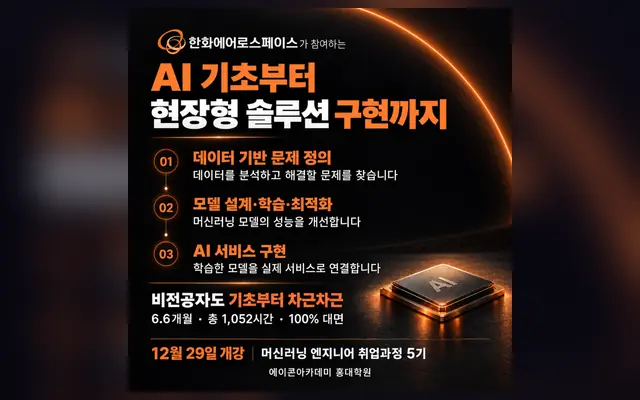 한화에어로스페이스가 참여하는
AI 기초부터
현장형 솔루션 구현까지
01
데이터 기반 문제 정의
데이터를 분석하고 해결할 문제를 찾습니다
02
모델 설계·학습·최적화
머신러닝 모델의 성능을 개선합니다
03
AI 서비스 구현
학습한 모델을 실제 서비스로 연결합니다
AI
비전공자도 기초부터 차근차근
6.6개월 · 총 1,052시간 · 100% 대면
12월 29일 개강 | 머신러닝 엔지니어 취업과정 5기
에이콘아카데미 홍대학원